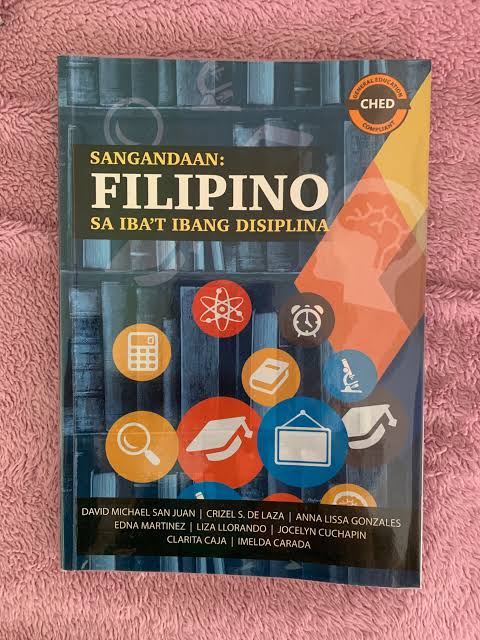 GENERAL EDUCATION
CHED
COMPLIANT
SANGANDAAN:
FILIPINO
SA IBA'T IBANG DISIPLINA
DAVID MICHAEL SAN JUAN | CRIZEL S. DE LAZA | ANNA LISSA GONZALES
EDNA MARTINEZ | LIZA LLORANDO | JOCELYN CUCHAPIN
CLARITA CAJA | IMELDA CARADA